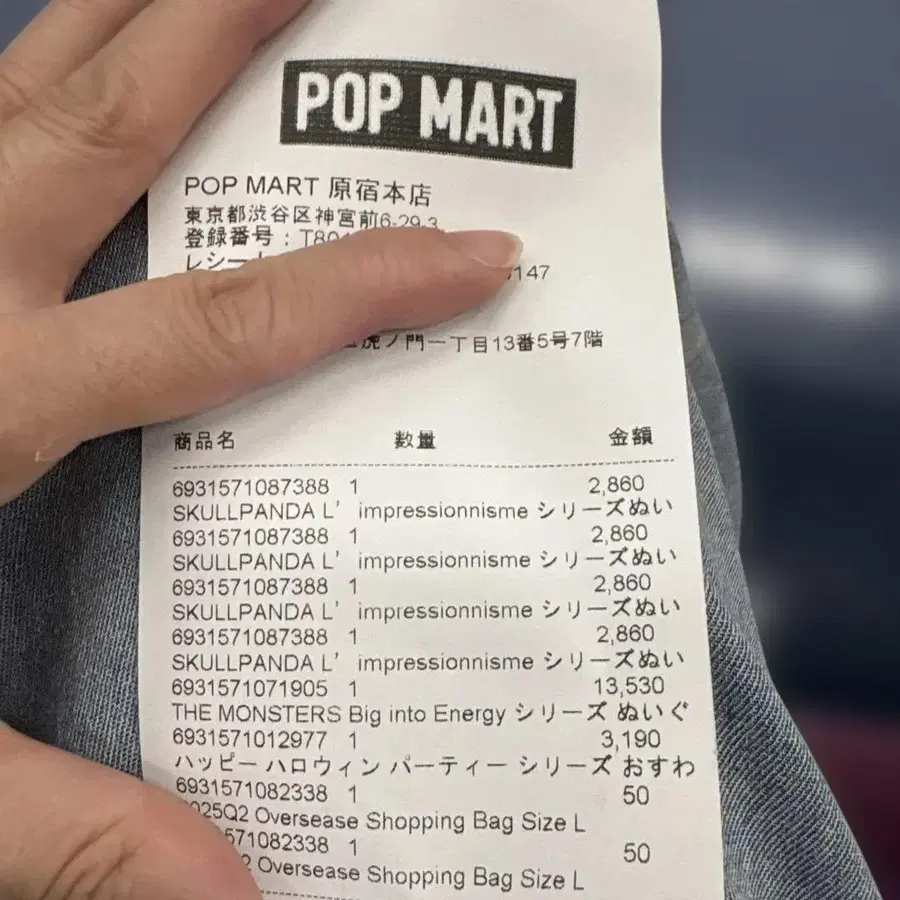 POP MART
POP MART 原宿本店
東京都渋谷区神宮前6-29-3
登録番号：T80
レシート 147
虎ノ門一丁目13番5号7階
商品名 数量 金額
6931571087388 1 2,860
SKULLPANDA L’ impressionnisme シリーズぬい
6931571087388 1 2,860
SKULLPANDA L’ impressionnisme シリーズぬい
6931571087388 1 2,860
SKULLPANDA L’ impressionnisme シリーズぬい
6931571087388 1 2,860
SKULLPANDA L’ impressionnisme シリーズぬい
6931571071905 1 13,530
THE MONSTERS Big into Energy シリーズ ぬいぐ
6931571012977 1 3,190
ハッピー ハロウィン パーティー シリーズ おすわ
6931571082338 1 50
025Q2 Oversease Shopping Bag Size L
571082338 1 50
2 Oversease Shopping Bag Size L